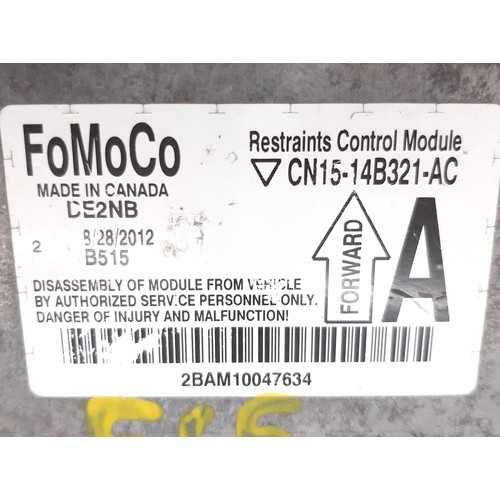 FoMoCo
MADE IN CANADA
DE2NB
2 8/28/2012
B515
Restraints Control Module
CN15-14B321-AC
FORWARD
A
DISASSEMBLY OF MODULE FROM VEHICLE
BY AUTHORIZED SERVICE PERSONNEL ONLY.
DANGER OF INJURY AND MALFUNCTION!
2BAM10047634